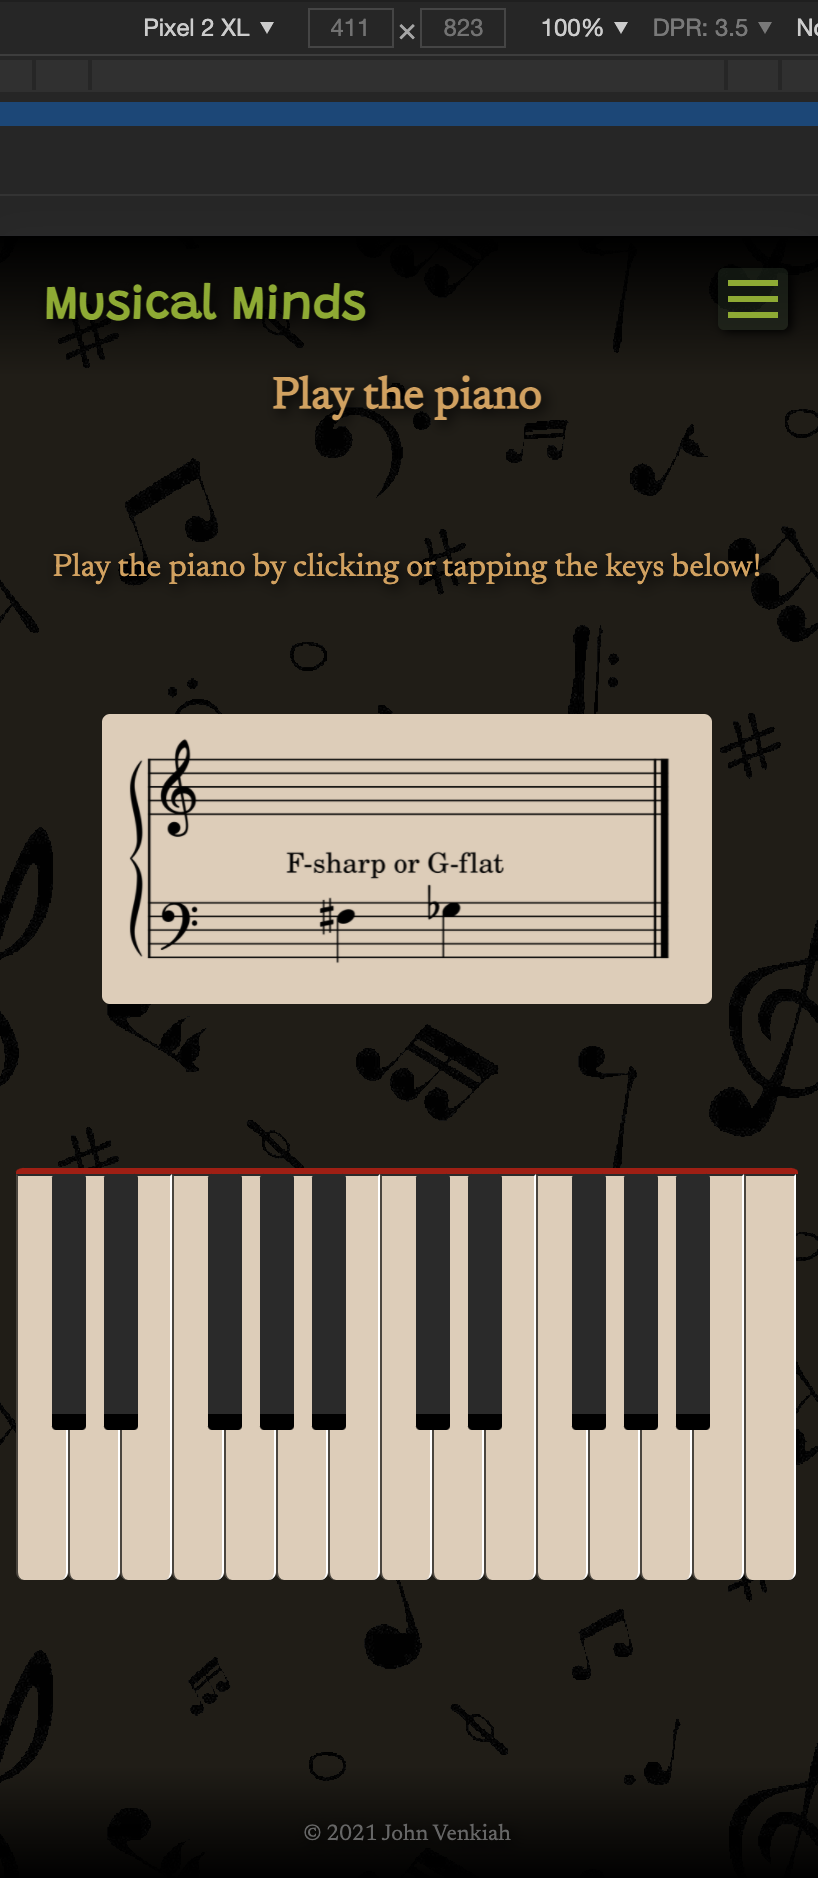 Pixel 2 XL ▼ 411 × 823 100% ▼ DPR: 3.5 ▼ No
Musical Minds
Play the piano
Play the piano by clicking or tapping the keys below!
F-sharp or G-flat
© 2021 John Venkiah